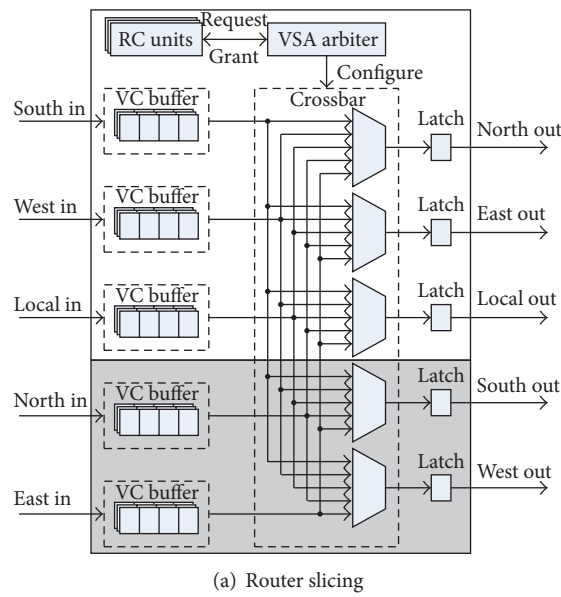 Request
RC units
VSA arbiter
Grant
Configure
South in
VC buffer
Crossbar
Latch
North out
West in
VC buffer
Latch
East out
Local in
VC buffer
Latch
Local out
North in
VC buffer
Latch
South out
East in
VC buffer
Latch
West out
(a) Router slicing